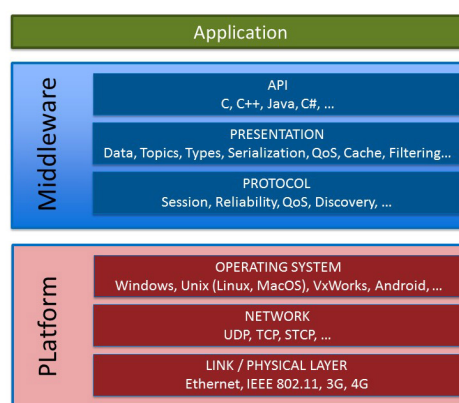 Application
Middleware
API
C, C++, Java, C#, ...
PRESENTATION
Data, Topics, Types, Serialization, QoS, Cache, Filtering...
PROTOCOL
Session, Reliability, QoS, Discovery, ...
PLatform
OPERATING SYSTEM
Windows, Unix (Linux, MacOS), VxWorks, Android, ...
NETWORK
UDP, TCP, STCP, ...
LINK / PHYSICAL LAYER
Ethernet, IEEE 802.11, 3G, 4G